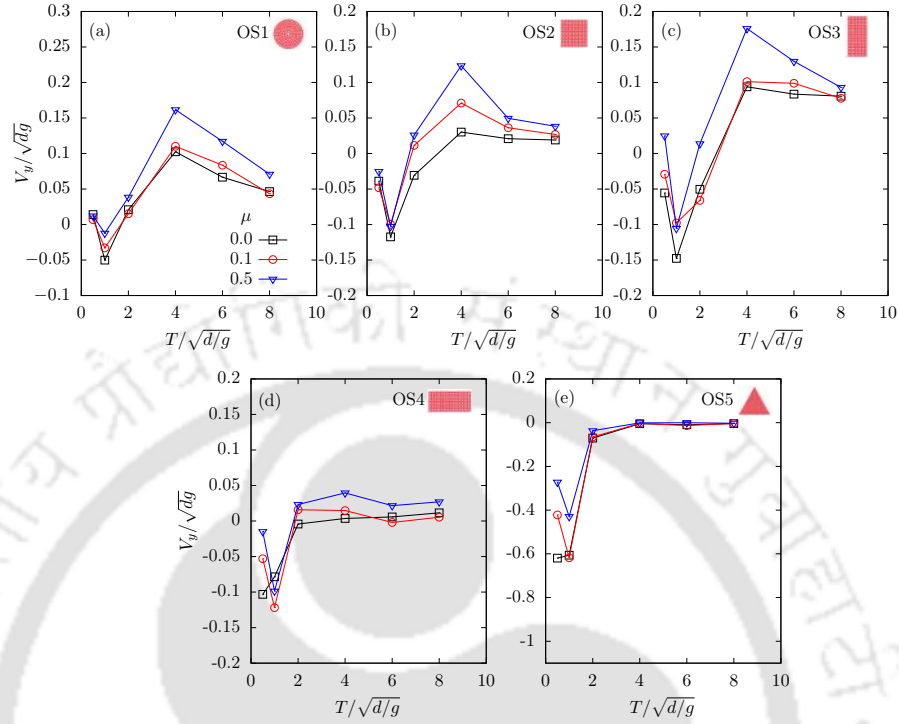 (a) OS1
0.3
0.25
0.2
0.15
0.1
0.05
0
−0.05
−0.1
V_y/√dg
μ
0.0
0.1
0.5
0 2 4 6 8 10
T/√d/g
(b) OS2
0.2
0.15
0.1
0.05
0
-0.05
-0.1
-0.15
-0.2
0 2 4 6 8 10
T/√d/g
(c) OS3
0.2
0.15
0.1
0.05
0
-0.05
-0.1
-0.15
-0.2
0 2 4 6 8 10
T/√d/g
(d) OS4
0.2
0.15
0.1
0.05
0
-0.05
-0.1
-0.15
-0.2
V_y/√dg
0 2 4 6 8 10
T/√d/g
(e) OS5
0.2
0
-0.2
-0.4
-0.6
-0.8
-1
0 2 4 6 8 10
T/√d/g